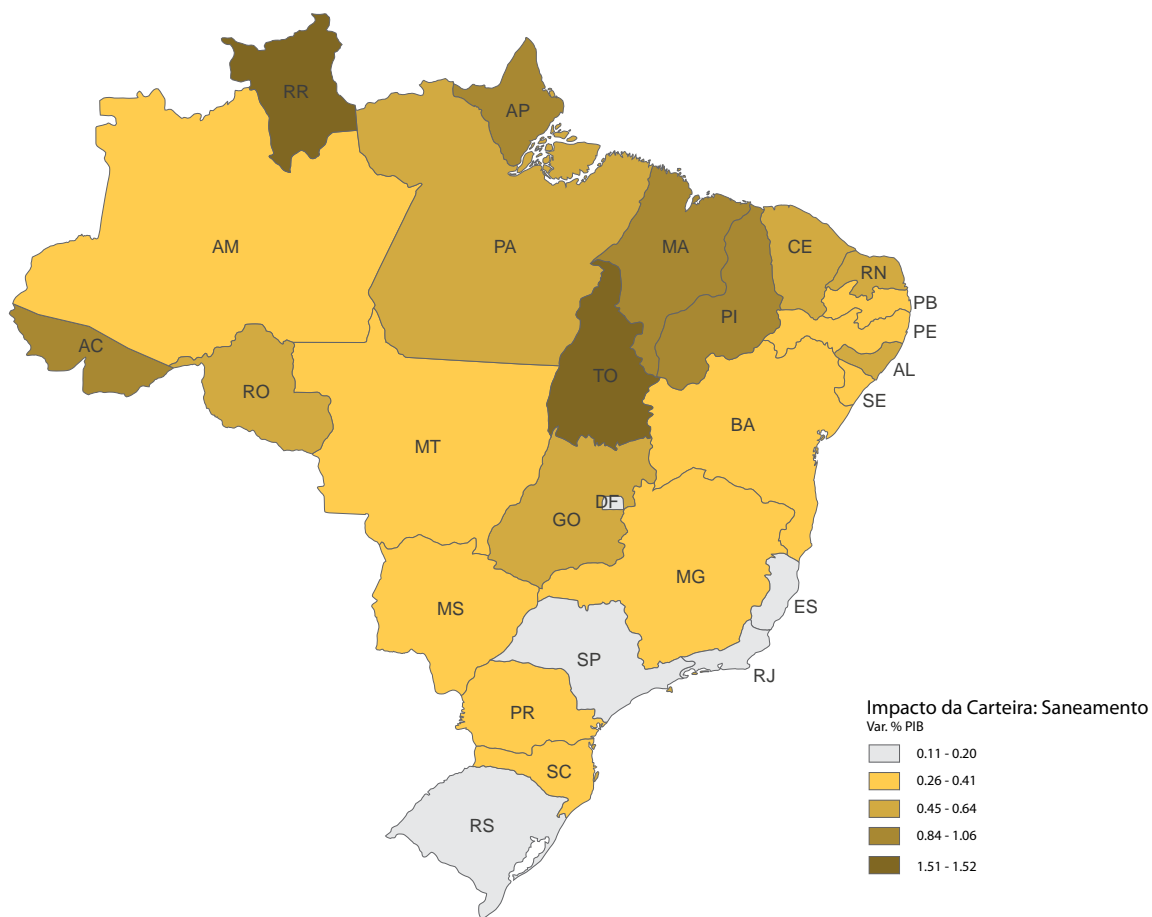 RR
AP
AM
PA
MA
CE
RN
PB
PI
PE
AC
AL
TO
RO
SE
BA
MT
DF
GO
MG
MS
ES
SP
RJ
PR
SC
RS
Impacto da Carteira: Saneamento
Var. % PIB
0.11 - 0.20
0.26 - 0.41
0.45 - 0.64
0.84 - 1.06
1.51 - 1.52